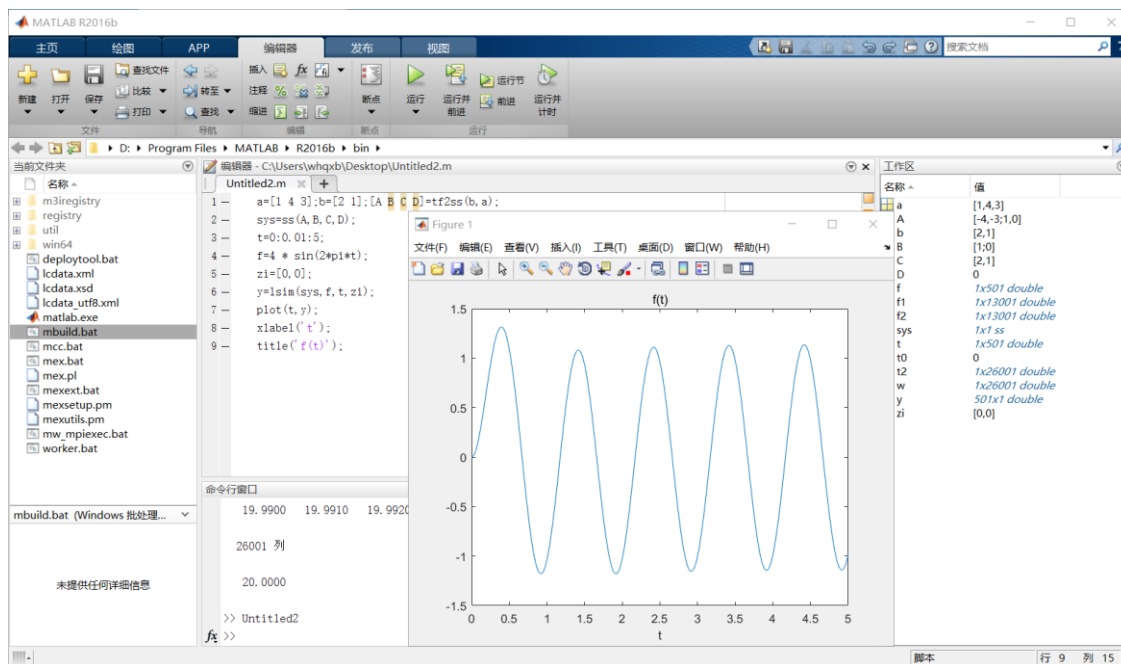 MATLAB R2016b
主页 绘图 APP 编辑器 发布 视图
搜索文档
新建 打开 保存 查找文件 比较 打印
文件
转至 查找
导航
插入 fx
注释
缩进
编辑
断点
断点
运行 运行并前进 运行节 前进 运行并计时
运行
D: ▸ Program Files ▸ MATLAB ▸ R2016b ▸ bin ▸
当前文件夹
名称
m3iregistry
registry
util
win64
deploytool.bat
lcdata.xml
lcdata.xsd
lcdata_utf8.xml
matlab.exe
mbuild.bat
mcc.bat
mex.bat
mex.pl
mexext.bat
mexsetup.pm
mexutils.pm
mw_mpiexec.bat
worker.bat
mbuild.bat (Windows 批处理...
未提供任何详细信息
编辑器 - C:\Users\whqxb\Desktop\Untitled2.m
Untitled2.m
1 — a=[1 4 3];b=[2 1];[A B C D]=tf2ss(b,a);
2 — sys=ss(A,B,C,D);
3 — t=0:0.01:5;
4 — f=4 * sin(2*pi*t);
5 — zi=[0,0];
6 — y=lsim(sys,f,t,zi);
7 — plot(t,y);
8 — xlabel('t');
9 — title('f(t)');
命令行窗口
19.9900 19.9910 19.9920
26001 列
20.0000
>> Untitled2
fx >>
Figure 1
文件(F) 编辑(E) 查看(V) 插入(I) 工具(T) 桌面(D) 窗口(W) 帮助(H)
f(t)
1.5
1
0.5
0
-0.5
-1
-1.5
0 0.5 1 1.5 2 2.5 3 3.5 4 4.5 5
t
工作区
名称 值
a [1,4,3]
A [-4,-3;1,0]
b [2,1]
B [1;0]
C [2,1]
D 0
f 1x501 double
f1 1x13001 double
f2 1x13001 double
sys 1x1 ss
t 1x501 double
t0 0
t2 1x26001 double
w 1x26001 double
y 501x1 double
zi [0,0]
脚本 行 9 列 15